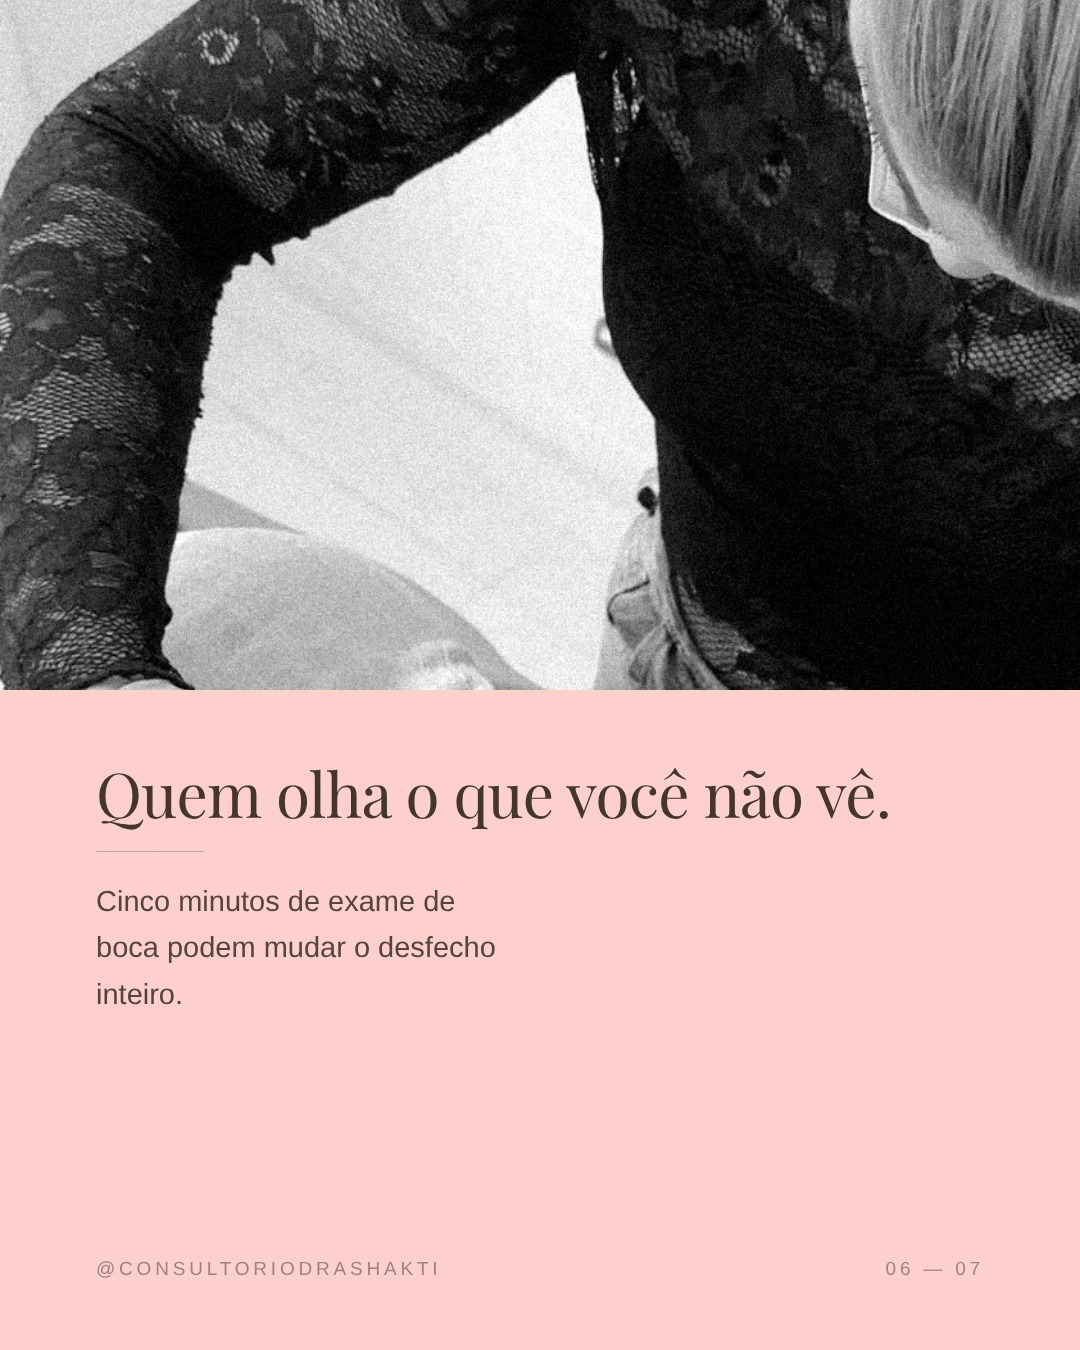 Quem olha o que você não vê.
Cinco minutos de exame de
boca podem mudar o desfecho
inteiro.
@CONSULTORIODRASHAKTI
06 — 07